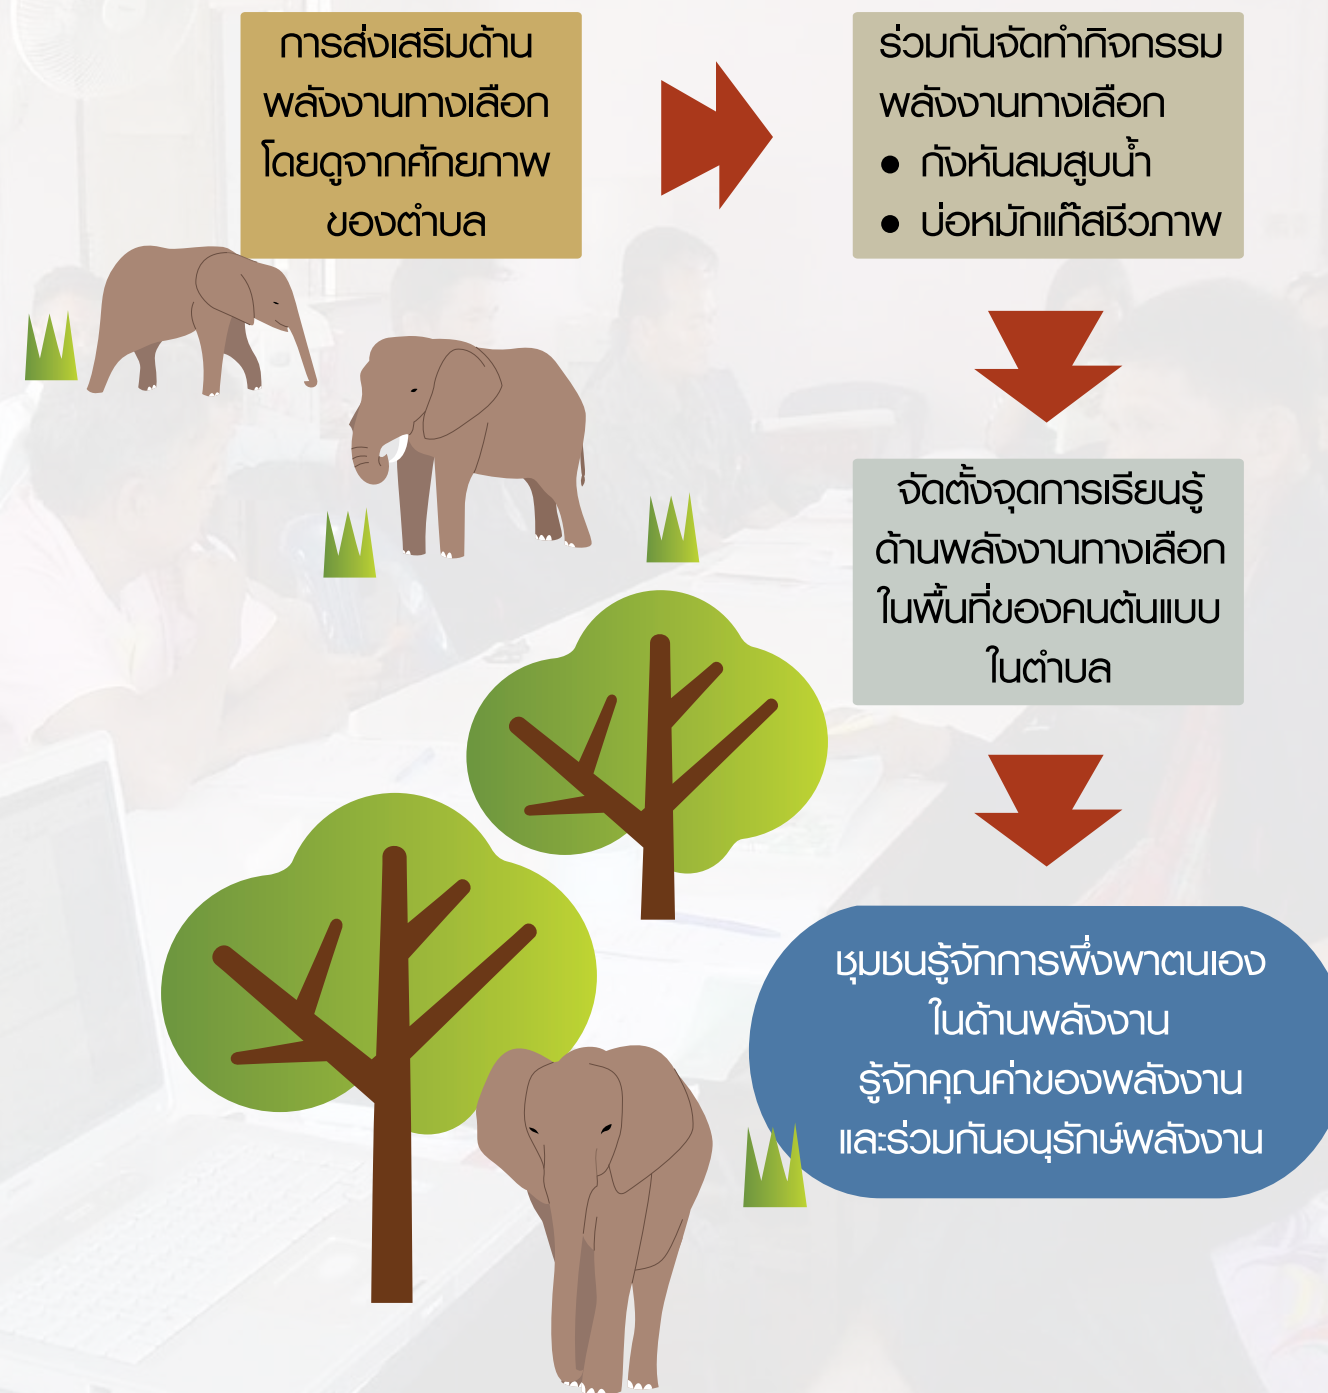 การส่งเสริมด้าน
พลังงานทางเลือก
โดยดูจากศักยภาพ
ของตำบล
ร่วมกันจัดทำกิจกรรม
พลังงานทางเลือก
● กังหันลมสูบน้ำ
● บ่อหมักแก๊สชีวภาพ
จัดตั้งจุดการเรียนรู้
ด้านพลังงานทางเลือก
ในพื้นที่ของคนต้นแบบ
ในตำบล
ชุมชนรู้จักการพึ่งพาตนเอง
ในด้านพลังงาน
รู้จักคุณค่าของพลังงาน
และร่วมกันอนุรักษ์พลังงาน